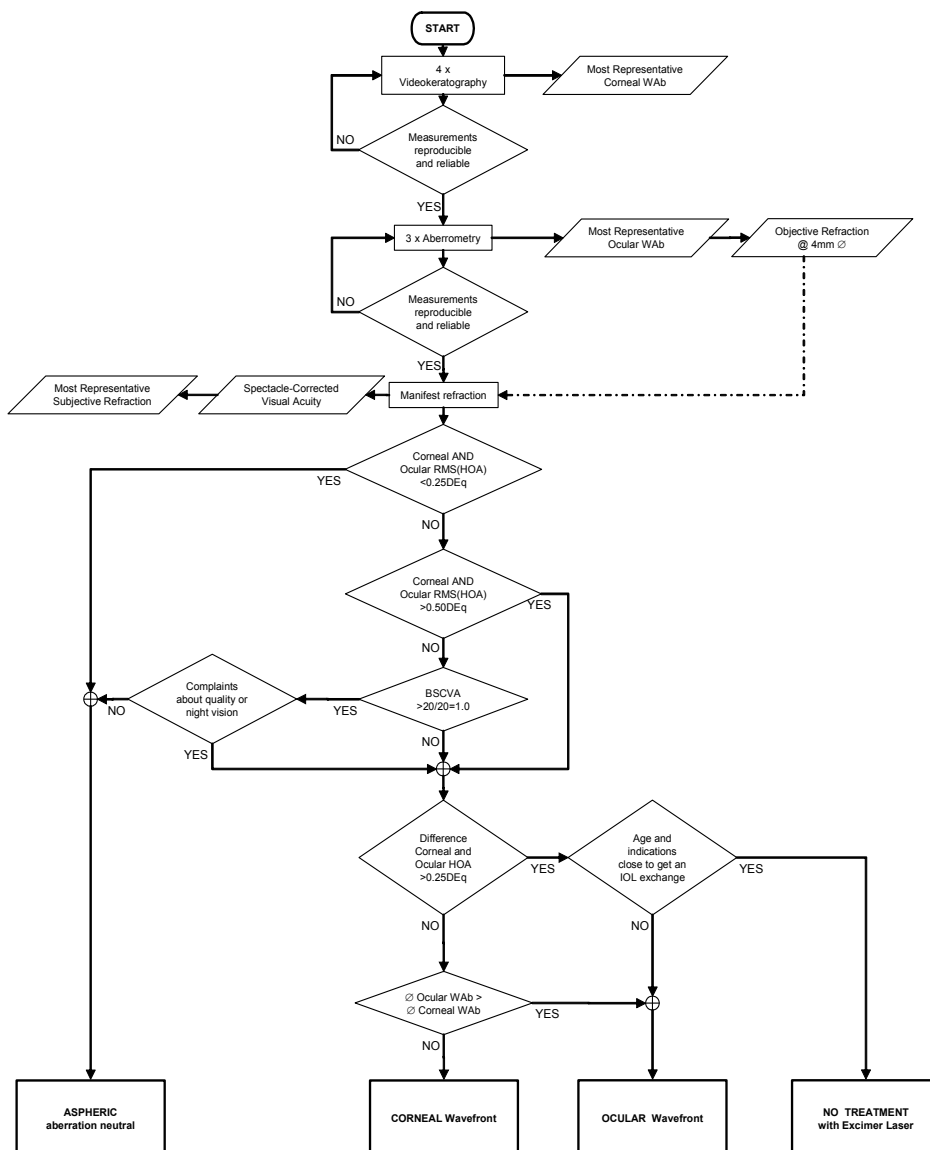 START
4 x
Videokeratography
Most Representative
Corneal WAb
Measurements
reproducible
and reliable
NO
YES
3 x Aberrometry
Most Representative
Ocular WAb
Objective Refraction
@ 4mm ∅
Measurements
reproducible
and reliable
NO
YES
Most Representative
Subjective Refraction
Spectacle-Corrected
Visual Acuity
Manifest refraction
Corneal AND
Ocular RMS(HOA)
<0.25DEq
YES
NO
Corneal AND
Ocular RMS(HOA)
>0.50DEq
YES
NO
Complaints
about quality or
night vision
BSCVA
>20/20=1.0
NO
YES
NO
YES
Difference
Corneal and
Ocular HOA
>0.25DEq
Age and
indications
close to get an
IOL exchange
YES
YES
NO
NO
∅ Ocular WAb >
∅ Corneal WAb
YES
NO
ASPHERIC
aberration neutral
CORNEAL Wavefront
OCULAR Wavefront
NO TREATMENT
with Excimer Laser